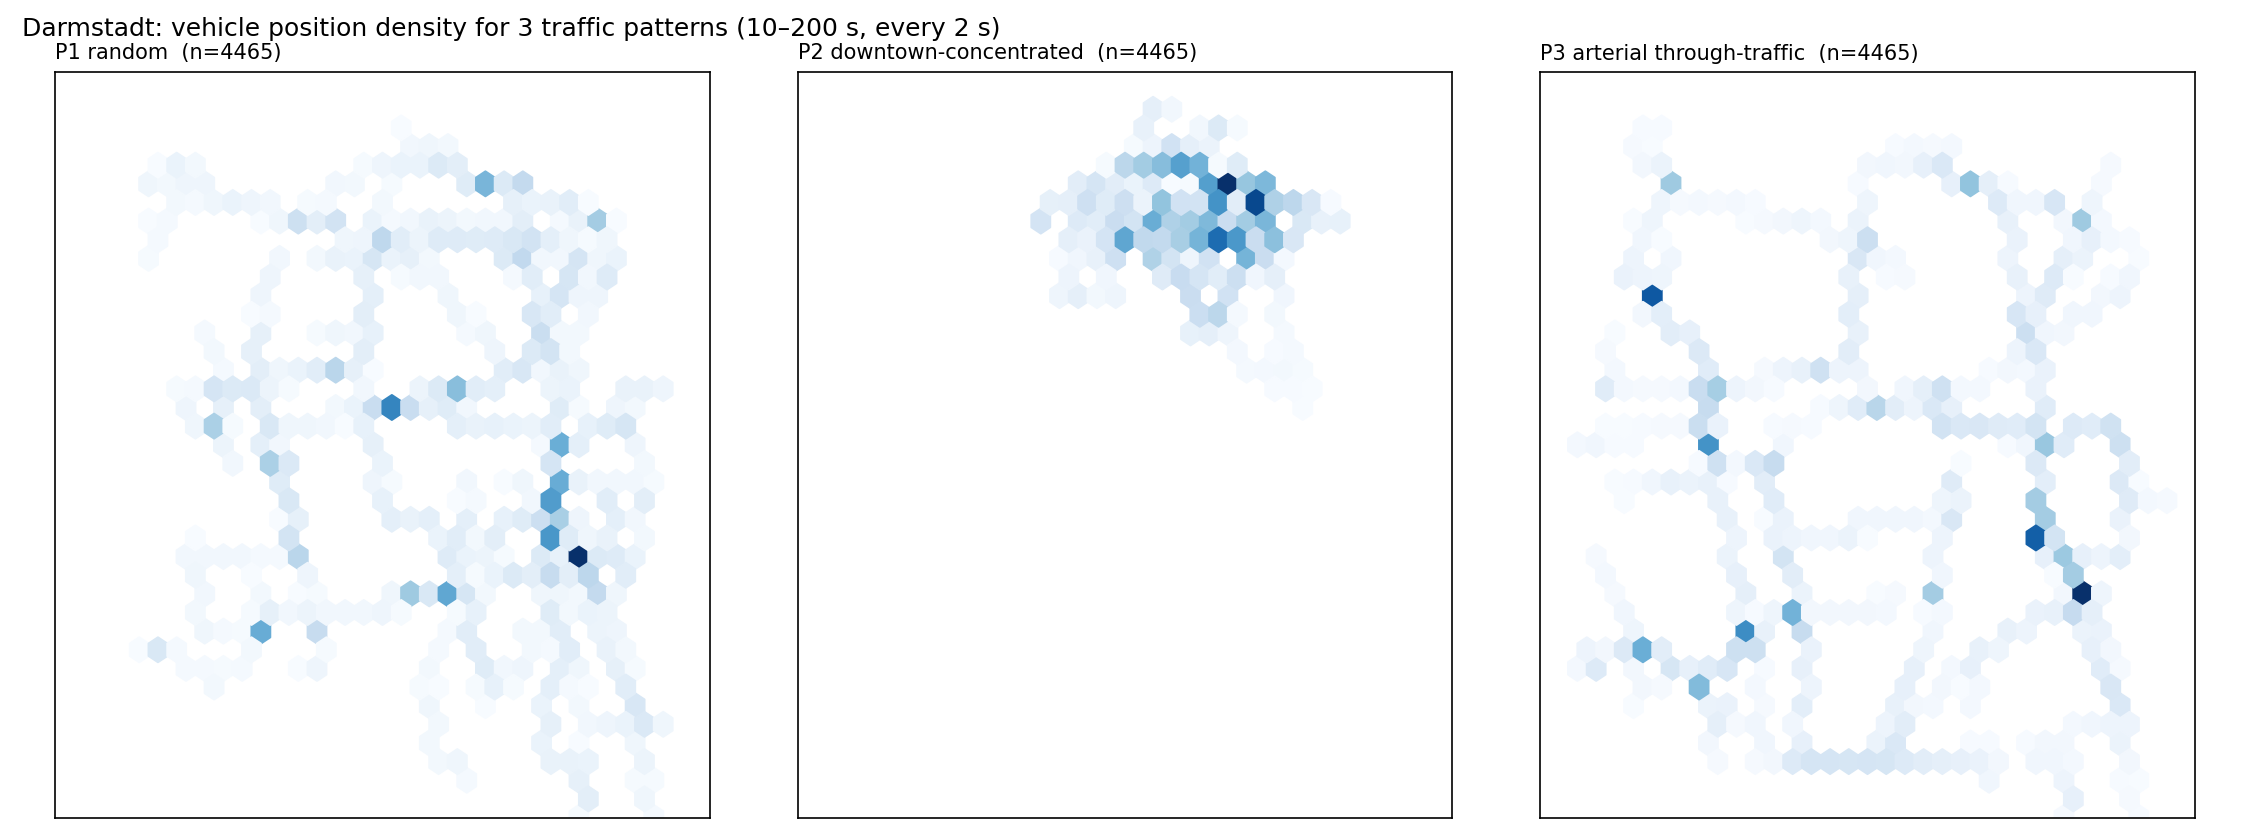 Darmstadt: vehicle position density for 3 traffic patterns (10–200 s, every 2 s)
P1 random  (n=4465)
P2 downtown-concentrated  (n=4465)
P3 arterial through-traffic  (n=4465)